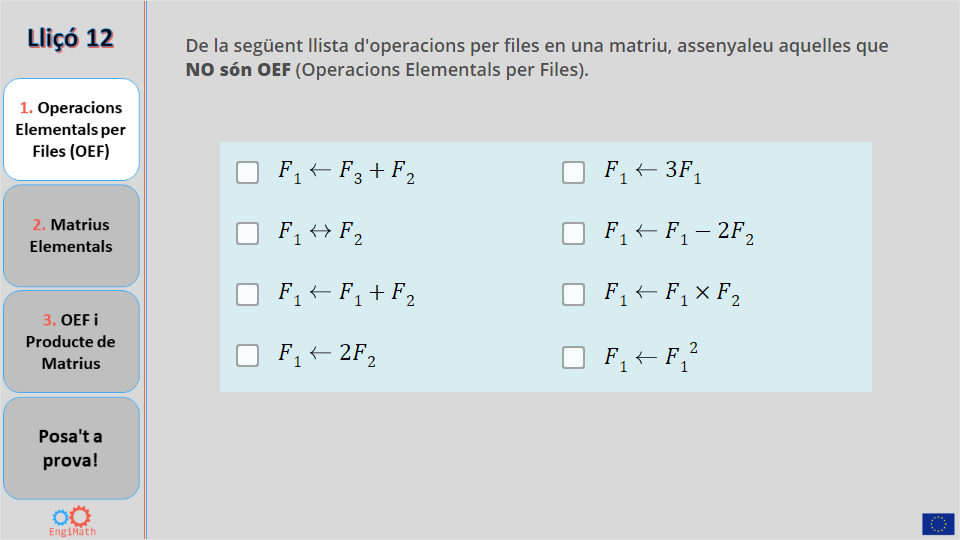 Lliçó 12
1. Operacions
Elementals per
Files (OEF)
2. Matrius
Elementals
3. OEF i
Producte de
Matrius
Posa't a
prova!
EngiMath
De la següent llista d'operacions per files en una matriu, assenyaleu aquelles que
NO són OEF (Operacions Elementals per Files).
F₁ ← F₃ + F₂
F₁ ↔ F₂
F₁ ← F₁ + F₂
F₁ ← 2F₂
F₁ ← 3F₁
F₁ ← F₁ − 2F₂
F₁ ← F₁ × F₂
F₁ ← F₁²